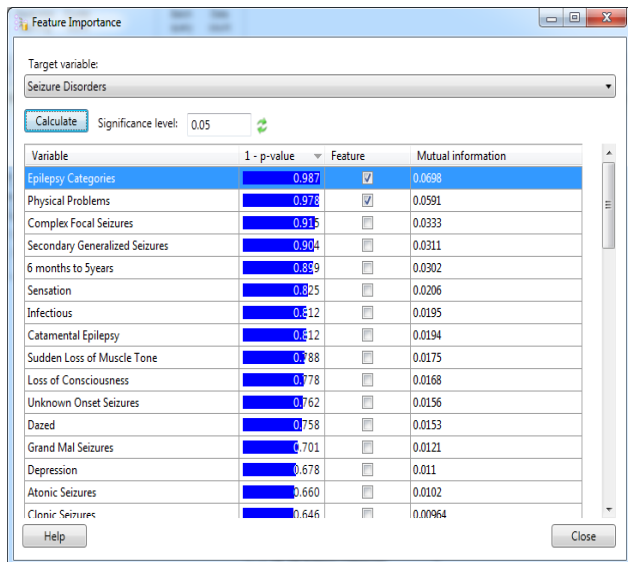 Feature Importance
Target variable:
Seizure Disorders
Calculate Significance level: 0.05
Variable 1 - p-value Feature Mutual information
Epilepsy Categories 0.987 0.0698
Physical Problems 0.978 0.0591
Complex Focal Seizures 0.915 0.0333
Secondary Generalized Seizures 0.904 0.0311
6 months to 5years 0.899 0.0302
Sensation 0.825 0.0206
Infectious 0.812 0.0195
Catamental Epilepsy 0.812 0.0194
Sudden Loss of Muscle Tone 0.788 0.0175
Loss of Consciousness 0.778 0.0168
Unknown Onset Seizures 0.762 0.0156
Dazed 0.758 0.0153
Grand Mal Seizures 0.701 0.0121
Depression 0.678 0.011
Atonic Seizures 0.660 0.0102
Clonic Seizures 0.646 0.00964
Help Close